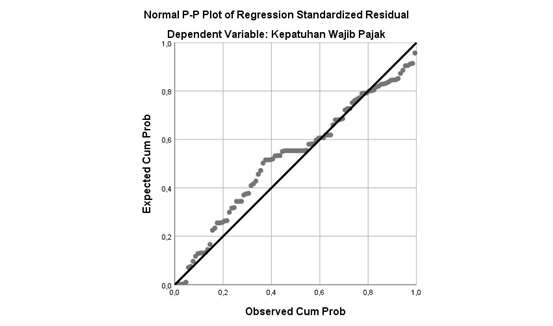 Normal P-P Plot of Regression Standardized Residual
Dependent Variable: Kepatuhan Wajib Pajak
Expected Cum Prob
1,0
0,8
0,6
0,4
0,2
0,0
0,0 0,2 0,4 0,6 0,8 1,0
Observed Cum Prob